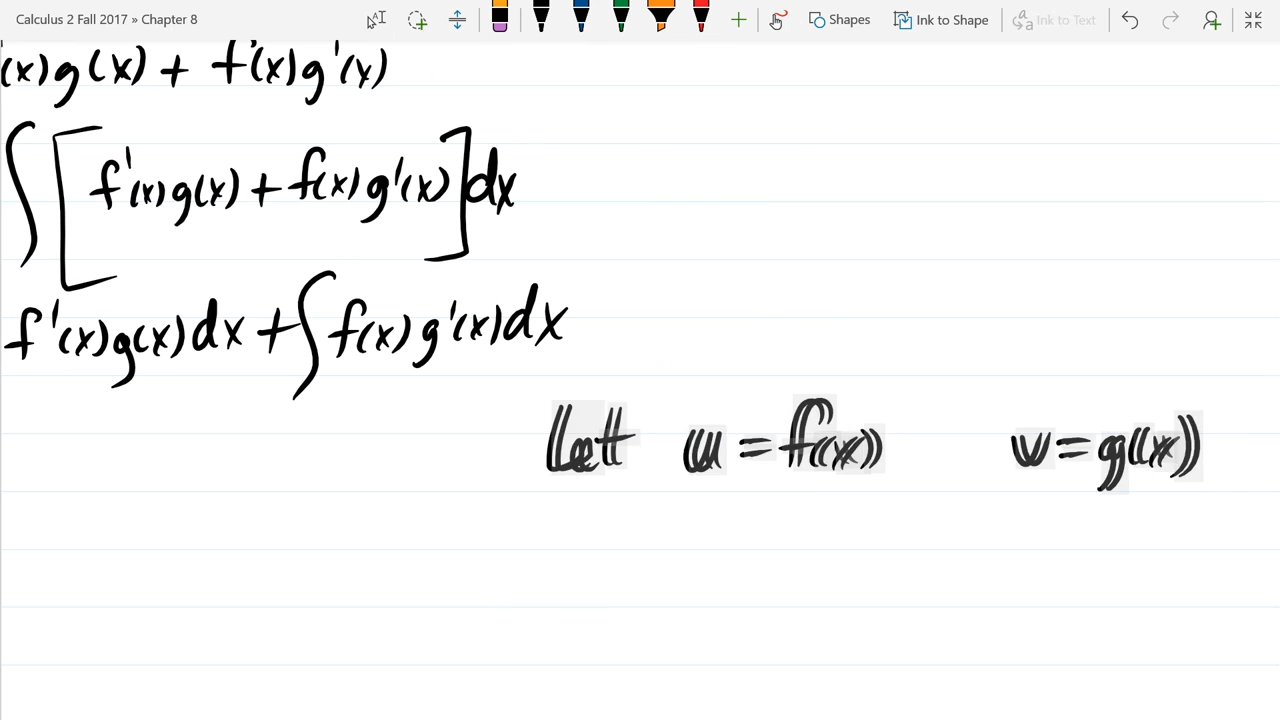 Calculus 2 Fall 2017 » Chapter 8 Shapes Ink to Shape Ink to Text
(x)g(x) + f(x)g'(x)
∫[f'(x)g(x) + f(x)g'(x)]dx
f'(x)g(x)dx + ∫f(x)g'(x)dx
Let u = f(x) v = g(x)